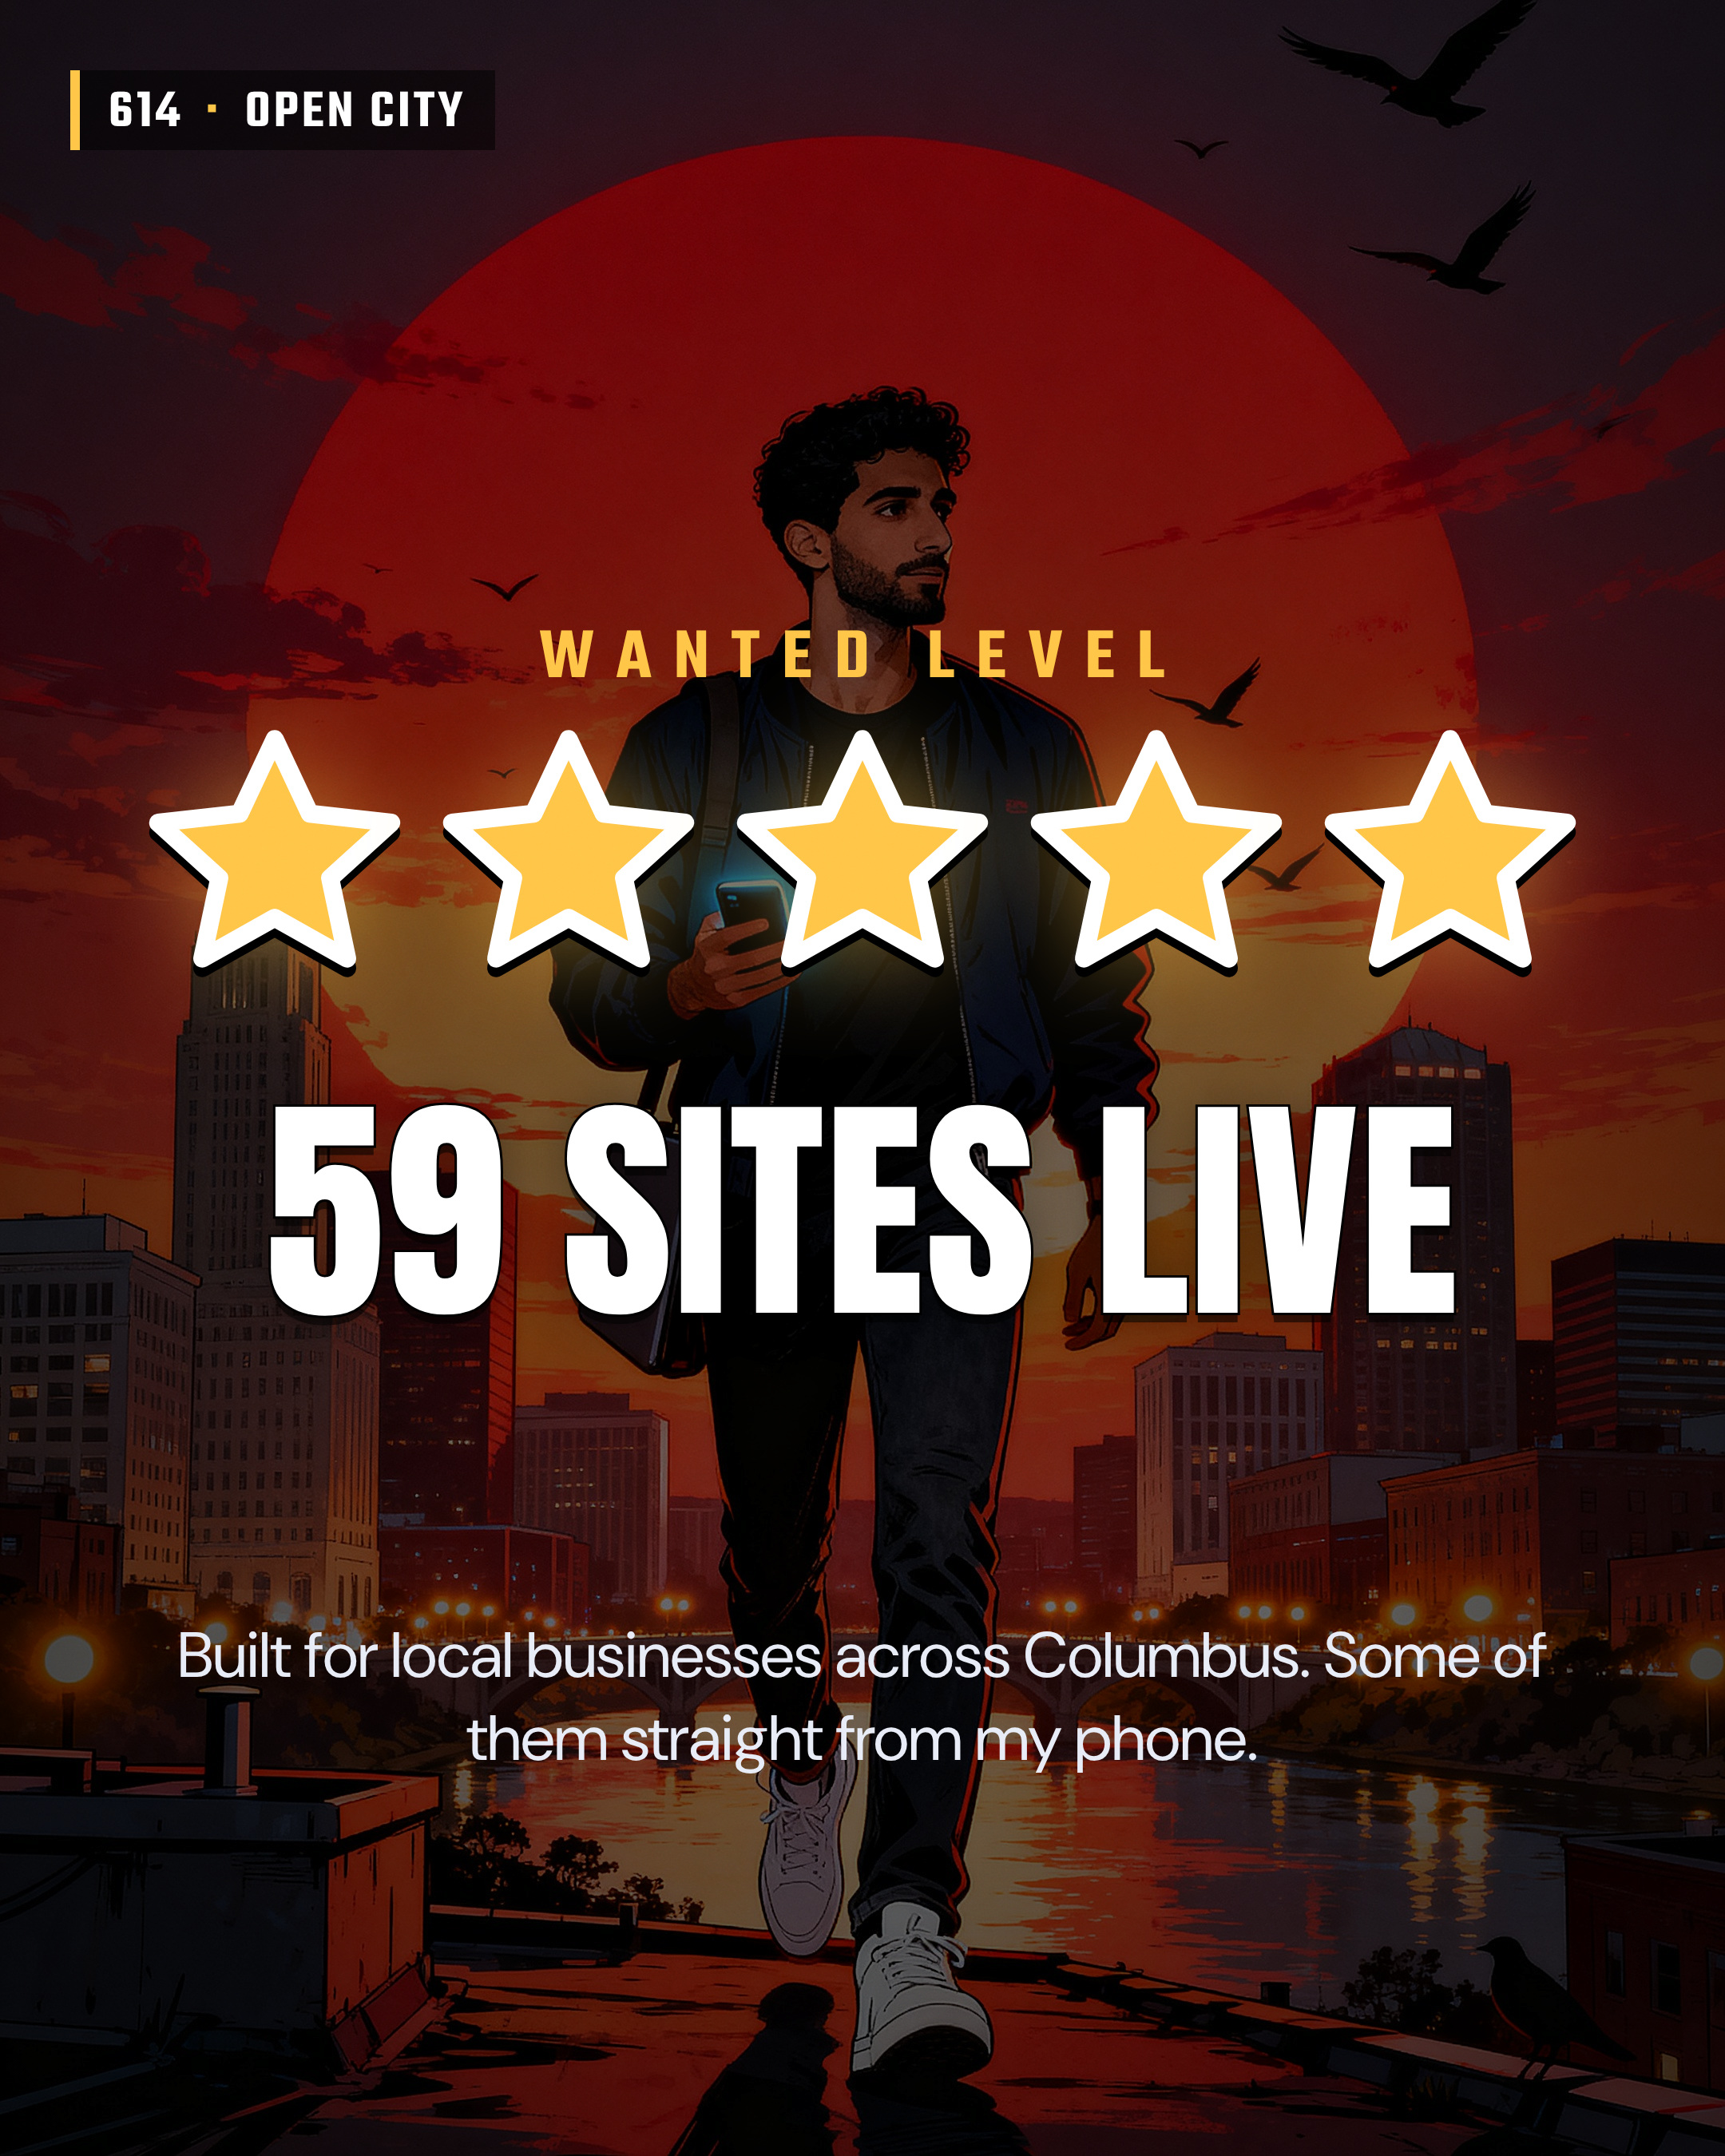 614 · OPEN CITY
WANTED LEVEL
59 SITES LIVE
Built for local businesses across Columbus. Some of
them straight from my phone.